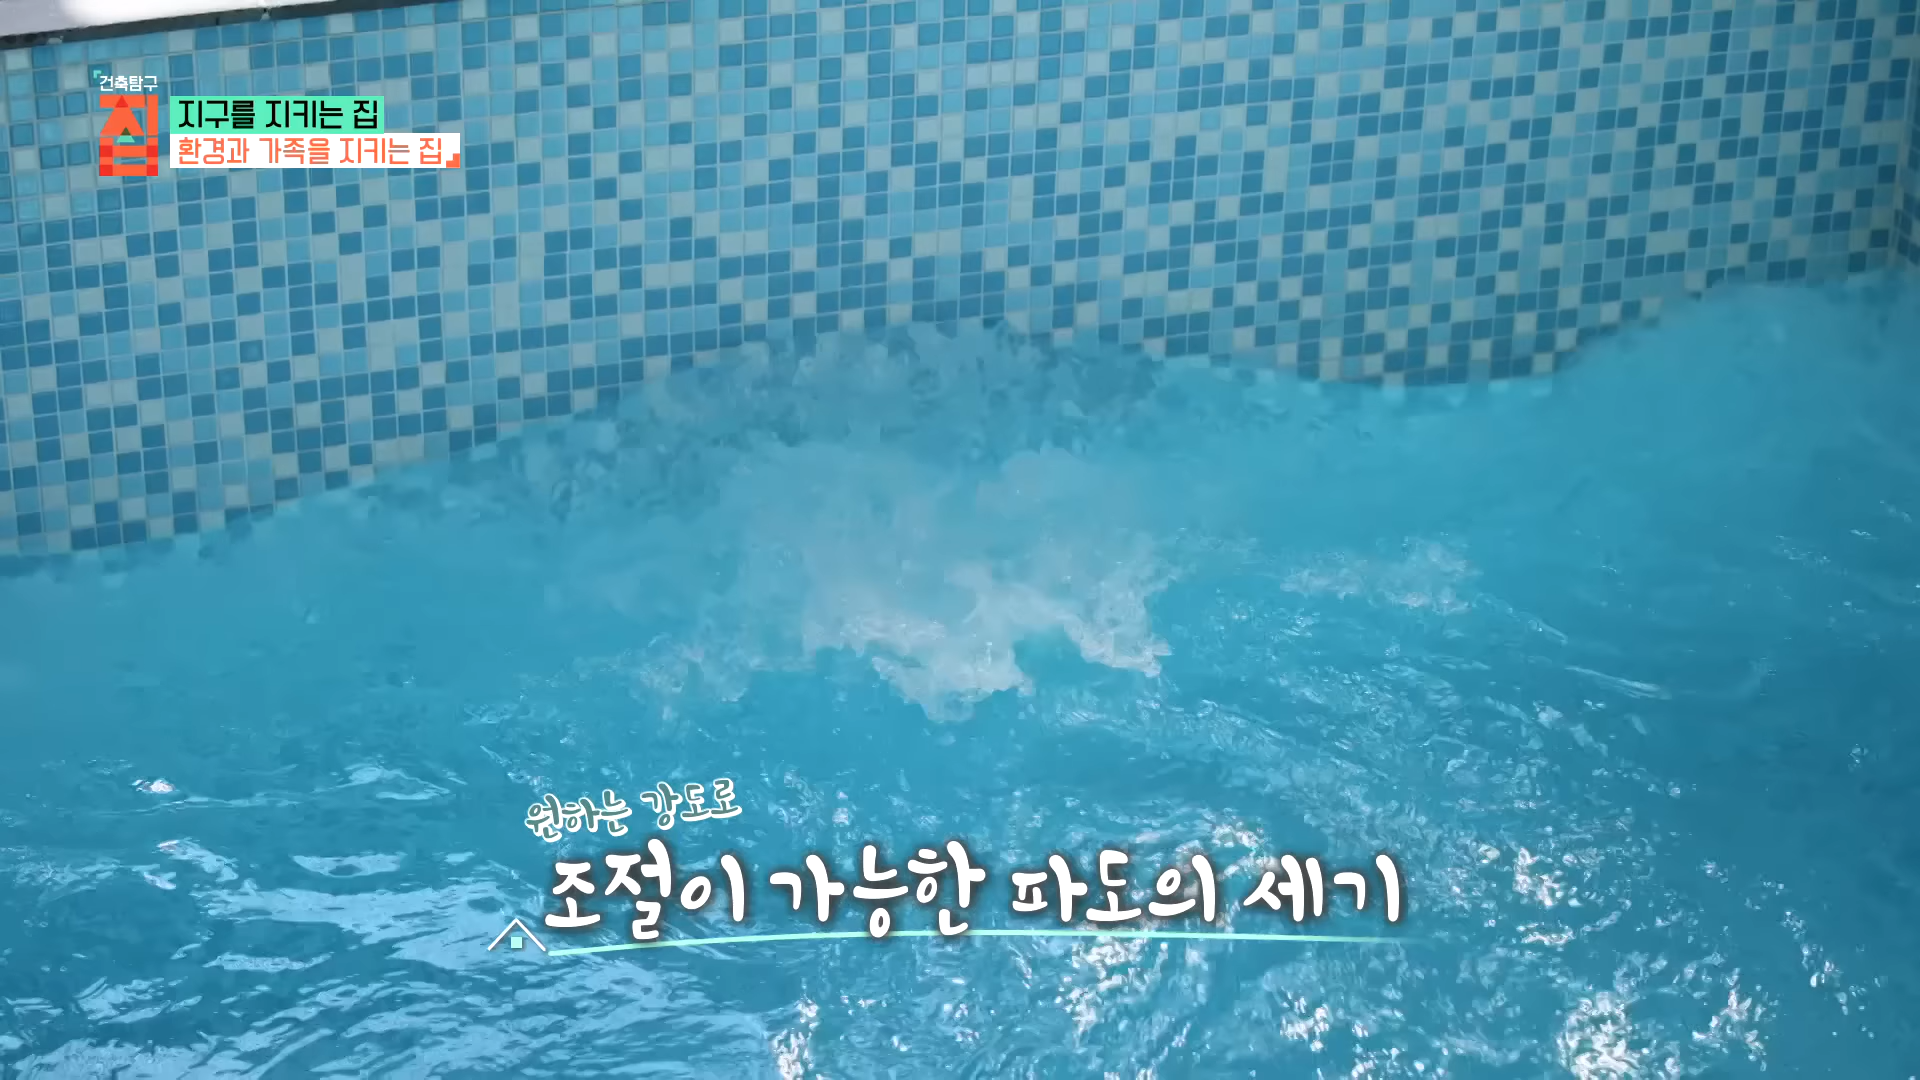 건축탐구
집
지구를 지키는 집
환경과 가족을 지키는 집
원하는 강도로
조절이 가능한 파도의 세기